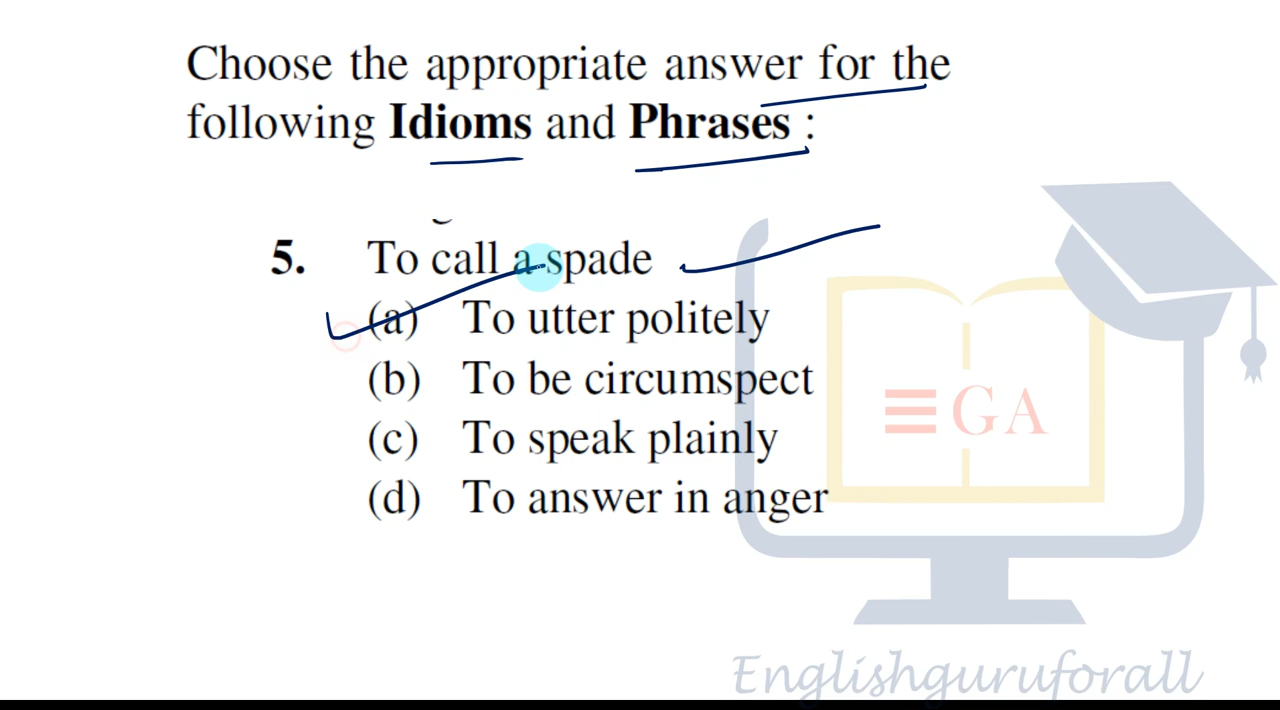 Choose the appropriate answer for the
following Idioms and Phrases :
5. To call a spade
(a) To utter politely
(b) To be circumspect
(c) To speak plainly
(d) To answer in anger
GA
Englishguruforall